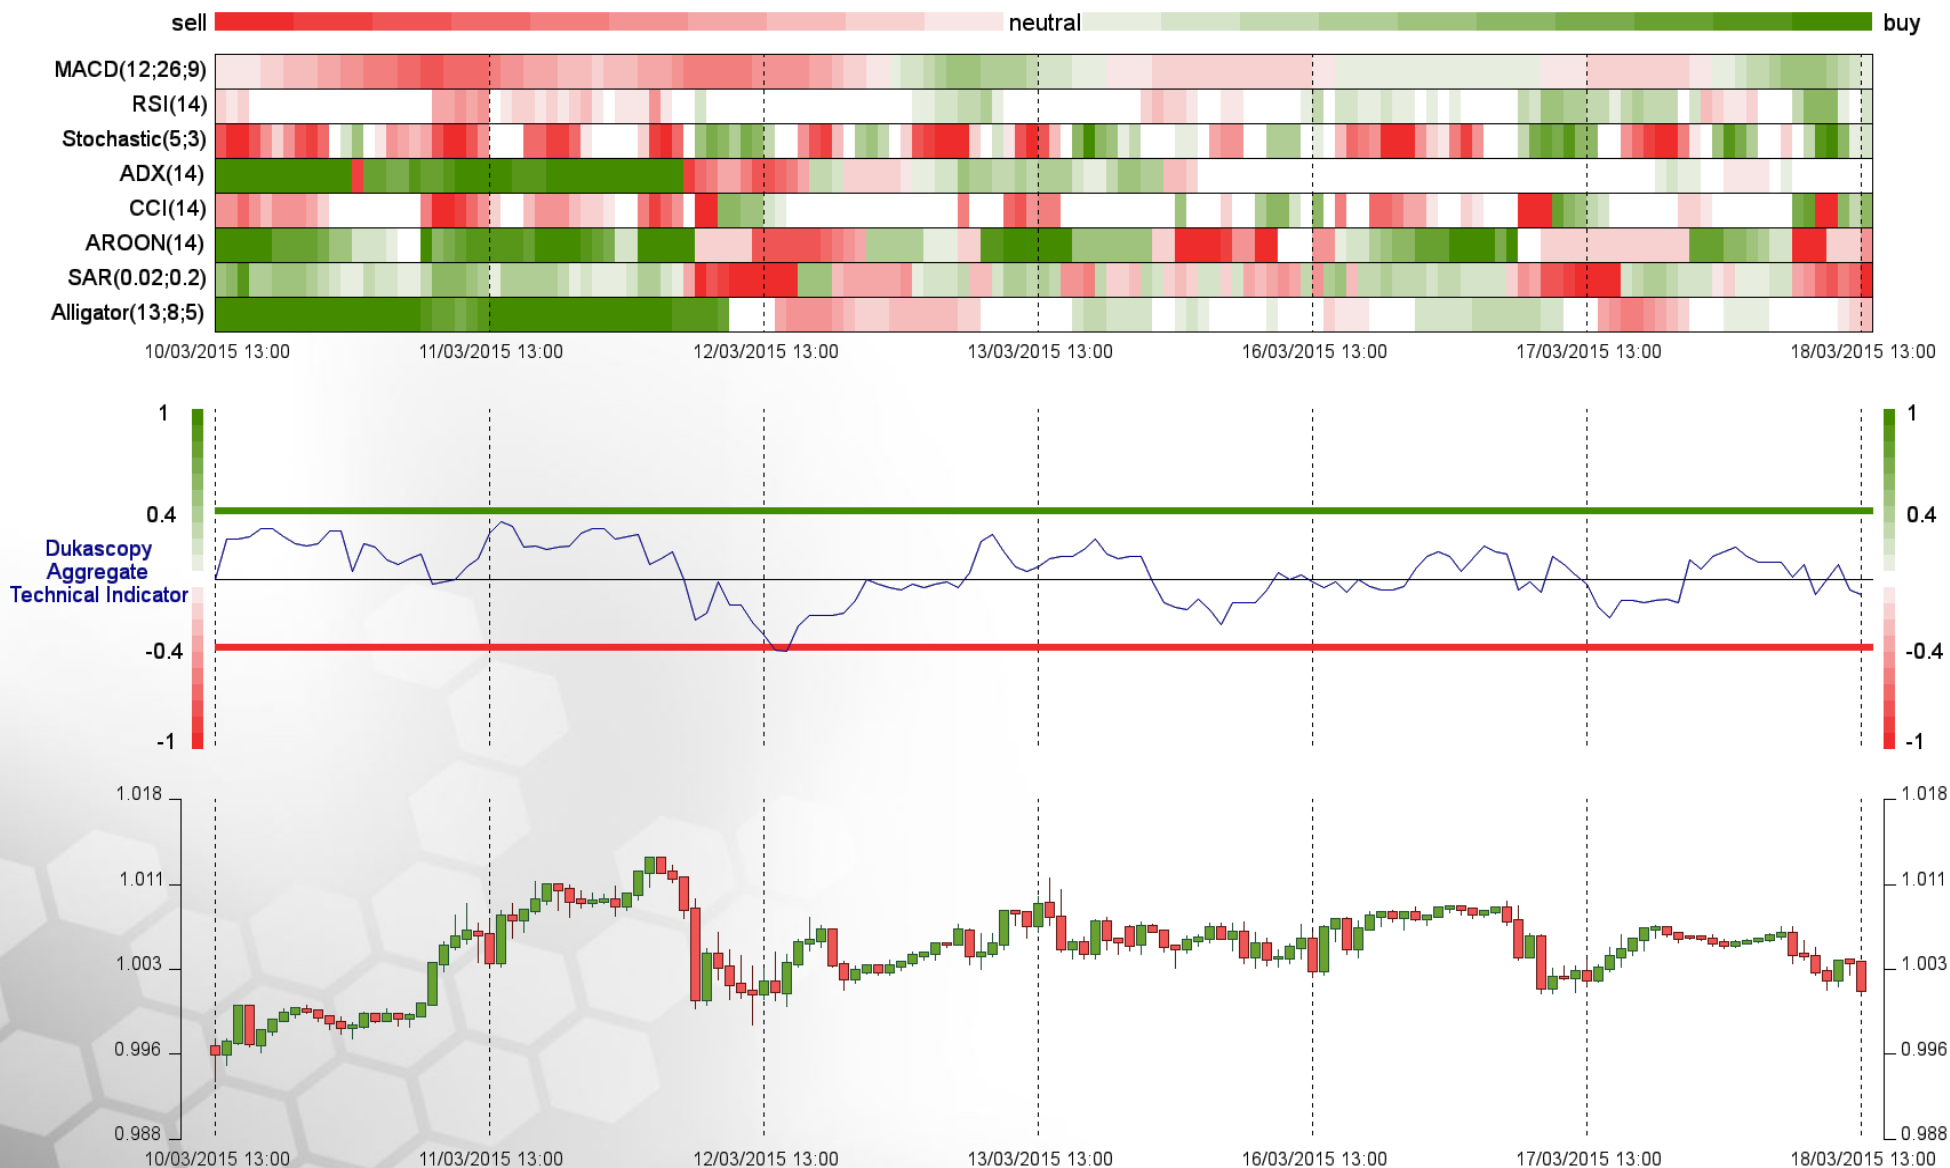 sell neutral buy
MACD(12;26;9)
RSI(14)
Stochastic(5;3)
ADX(14)
CCI(14)
AROON(14)
SAR(0.02;0.2)
Alligator(13;8;5)
10/03/2015 13:00 11/03/2015 13:00 12/03/2015 13:00 13/03/2015 13:00 16/03/2015 13:00 17/03/2015 13:00 18/03/2015 13:00
1 1
0.4 0.4
Dukascopy
Aggregate
Technical Indicator
-0.4 -0.4
-1 -1
1.018 1.018
1.011 1.011
1.003 1.003
0.996 0.996
0.988 0.988
10/03/2015 13:00 11/03/2015 13:00 12/03/2015 13:00 13/03/2015 13:00 16/03/2015 13:00 17/03/2015 13:00 18/03/2015 13:00